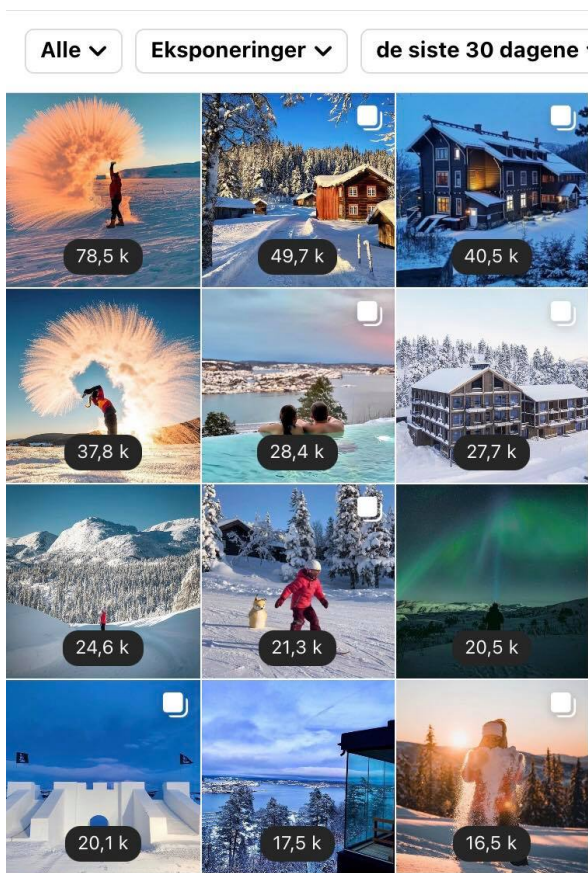 Alle
Eksponeringer
de siste 30 dagene
78,5 k
49,7 k
40,5 k
37,8 k
28,4 k
27,7 k
24,6 k
21,3 k
20,5 k
20,1 k
17,5 k
16,5 k